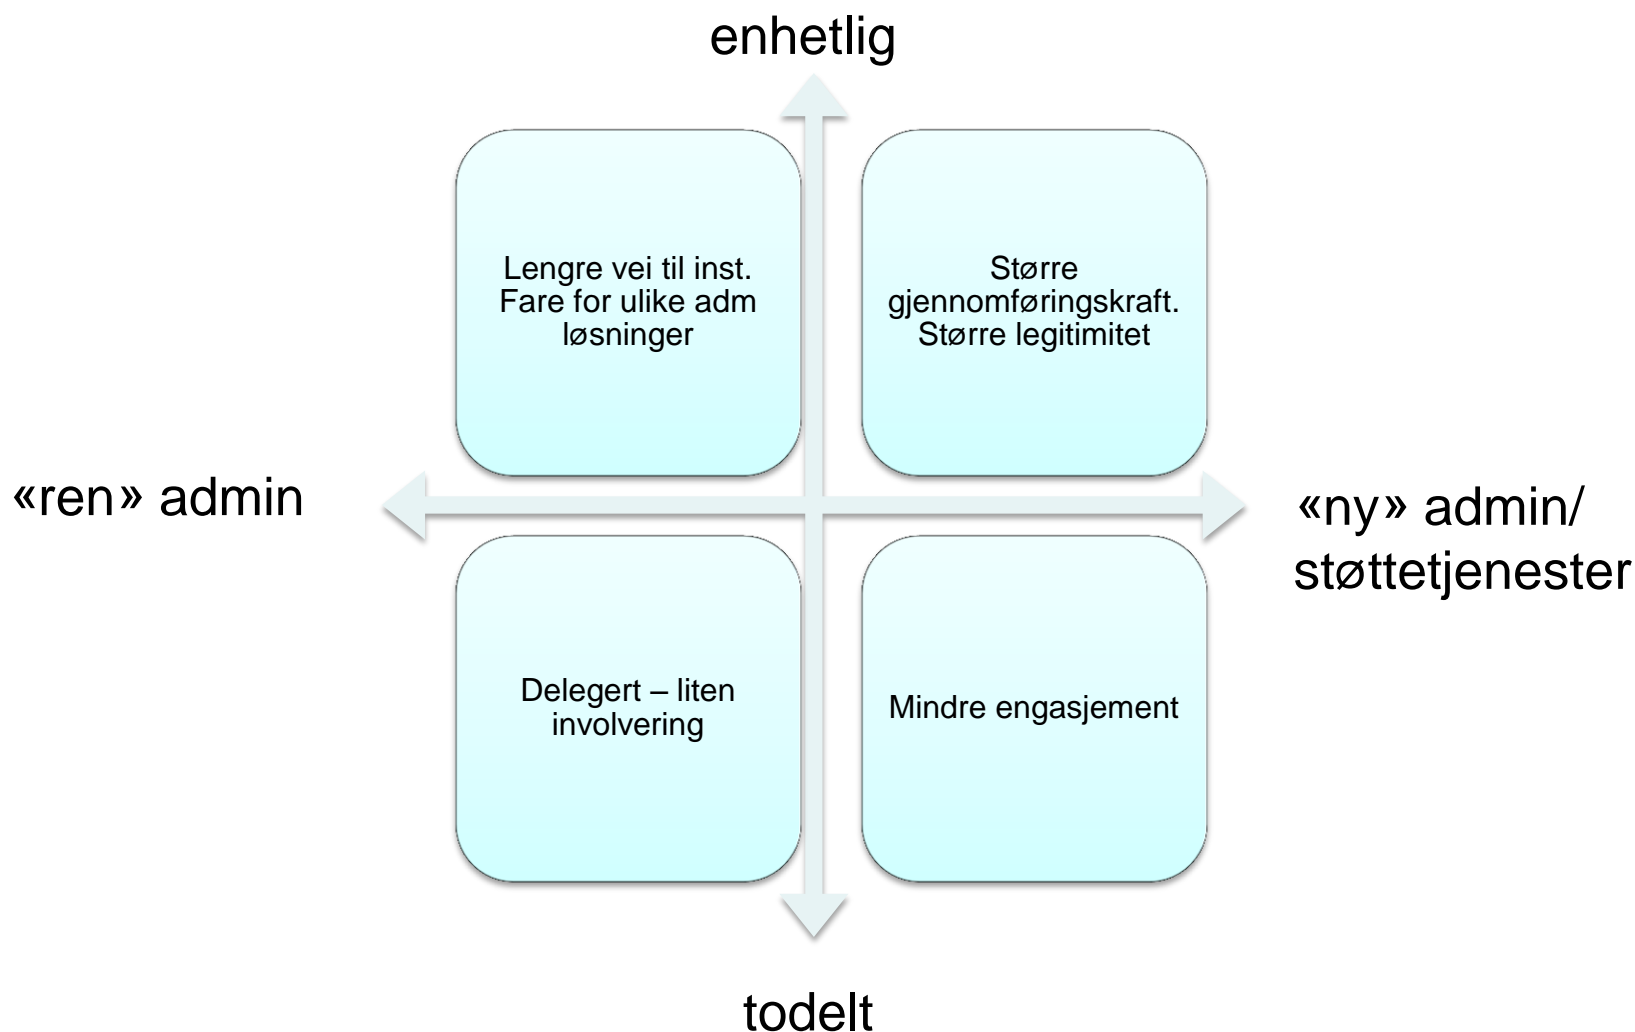 enhetlig
Lengre vei til inst.
Fare for ulike adm
løsninger
Større
gjennomføringskraft.
Større legitimitet
«ren» admin
«ny» admin/
støttetjenester
Delegert – liten
involvering
Mindre engasjement
todelt